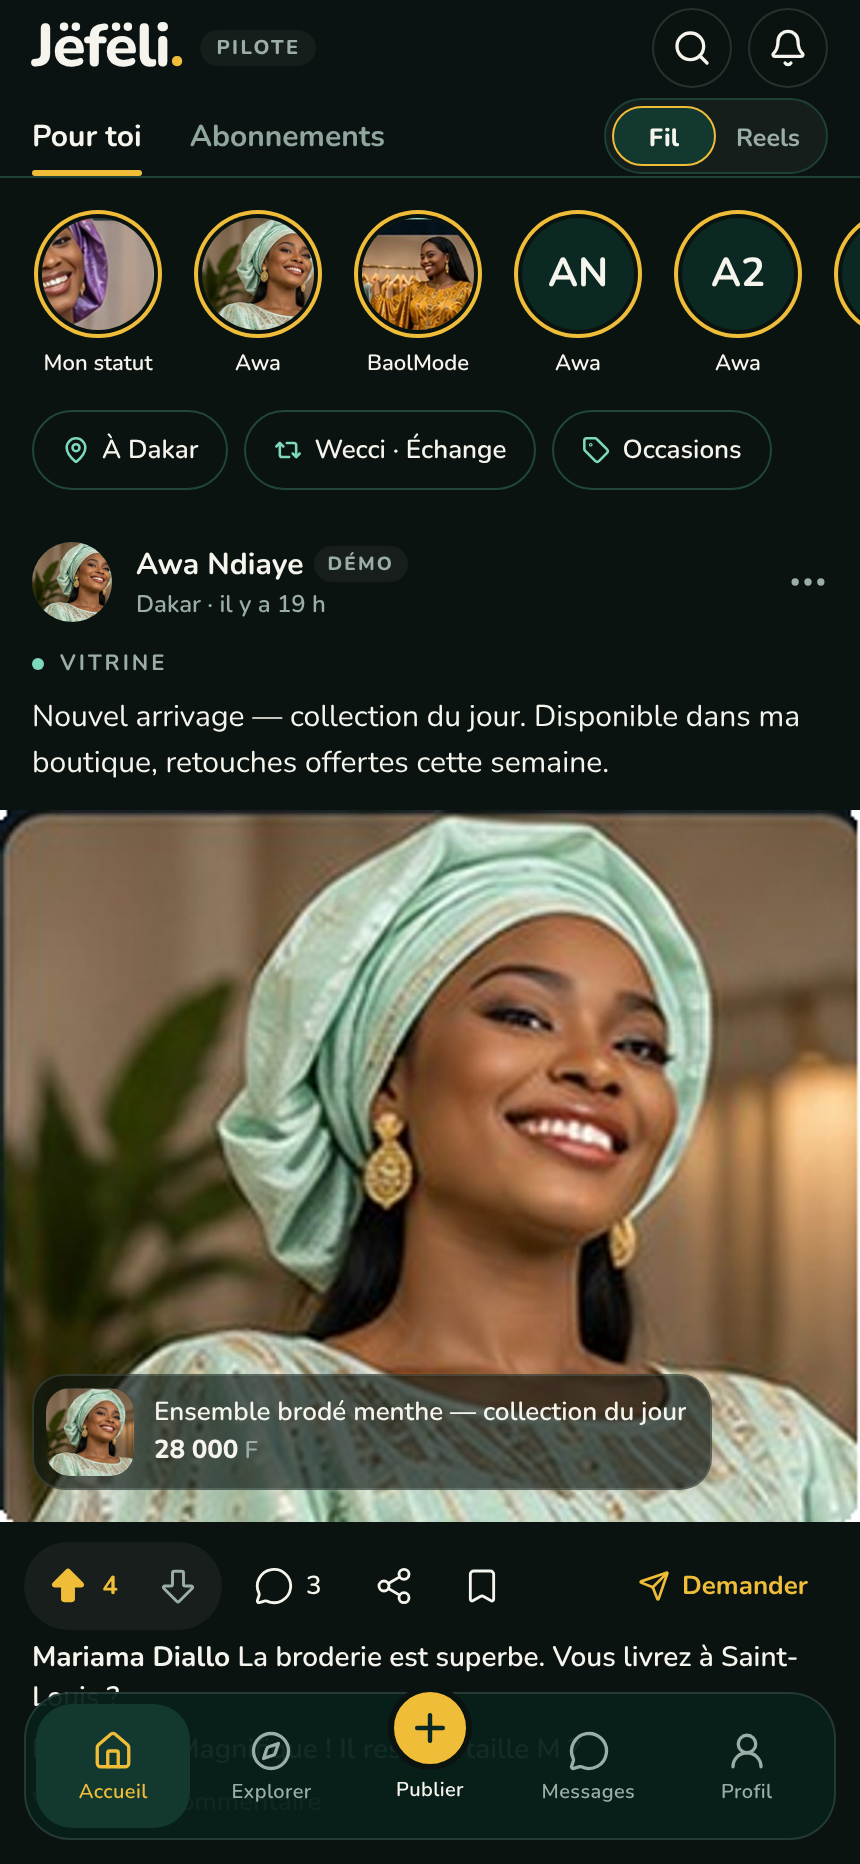 Jëfëli.
PILOTE
Pour toi
Abonnements
Fil
Reels
AN
A2
Mon statut
Awa
BaolMode
Awa
Awa
À Dakar
Wecci · Échange
Occasions
Awa Ndiaye
DÉMO
Dakar · il y a 19 h
VITRINE
Nouvel arrivage — collection du jour. Disponible dans ma
boutique, retouches offertes cette semaine.
Ensemble brodé menthe — collection du jour
28 000 F
4
3
Demander
Mariama Diallo La broderie est superbe. Vous livrez à Saint-
Louis ?
taille M
Accueil
Explorer
Publier
Messages
Profil